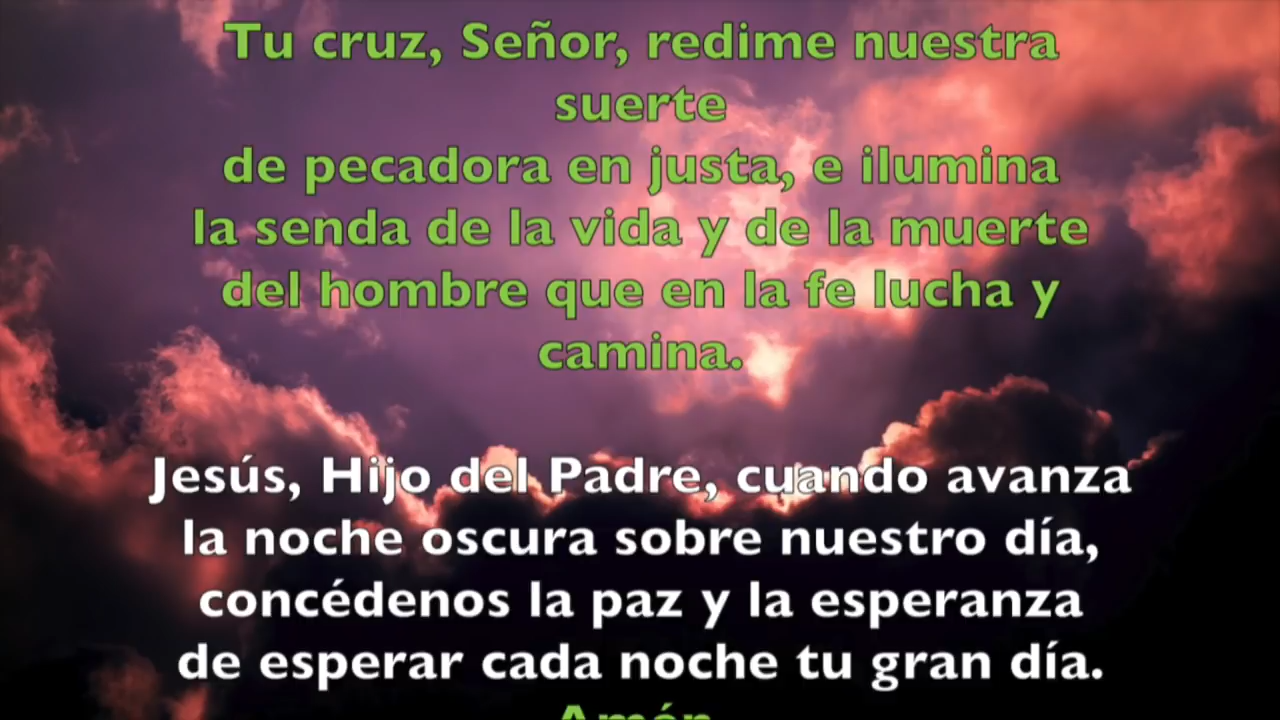 Tu cruz, Señor, redime nuestra
suerte
de pecadora en justa, e ilumina
la senda de la vida y de la muerte
del hombre que en la fe lucha y
camina.
Jesús, Hijo del Padre, cuando avanza
la noche oscura sobre nuestro día,
concédenos la paz y la esperanza
de esperar cada noche tu gran día.
Amén